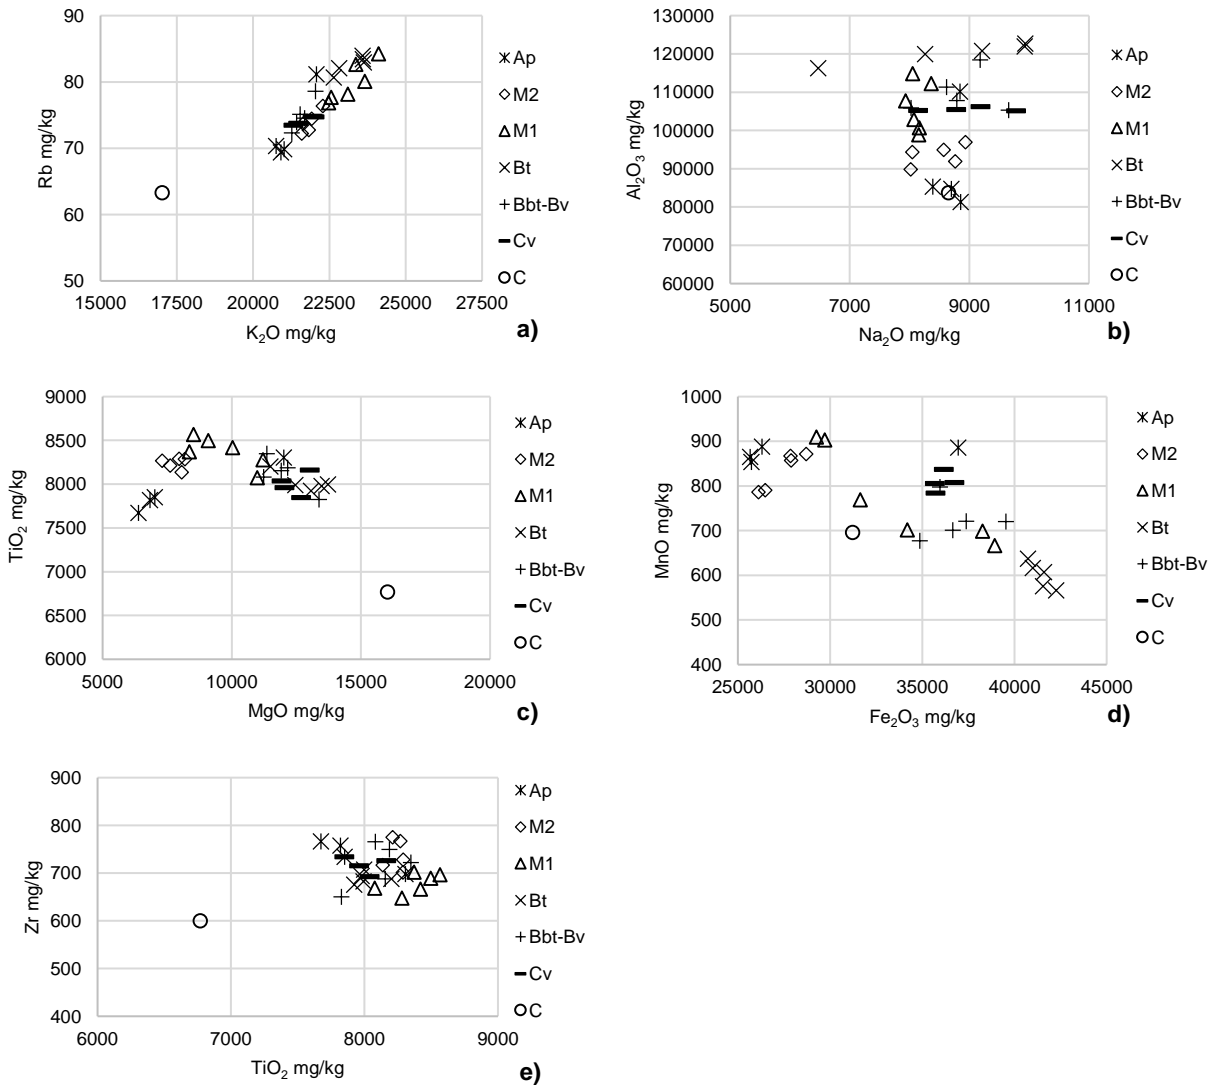 90
80
70
60
50
Rb mg/kg
15000 17500 20000 22500 25000 27500
K₂O mg/kg
a)
Ap
M2
M1
Bt
Bbt-Bv
Cv
C
130000
120000
110000
100000
90000
80000
70000
60000
Al₂O₃ mg/kg
5000 7000 9000 11000
Na₂O mg/kg
b)
Ap
M2
M1
Bt
Bbt-Bv
Cv
C
9000
8500
8000
7500
7000
6500
6000
TiO₂ mg/kg
5000 10000 15000 20000
MgO mg/kg
c)
Ap
M2
M1
Bt
Bbt-Bv
Cv
C
1000
900
800
700
600
500
400
MnO mg/kg
25000 30000 35000 40000 45000
Fe₂O₃ mg/kg
d)
Ap
M2
M1
Bt
Bbt-Bv
Cv
C
900
800
700
600
500
400
Zr mg/kg
6000 7000 8000 9000
TiO₂ mg/kg
e)
Ap
M2
M1
Bt
Bbt-Bv
Cv
C